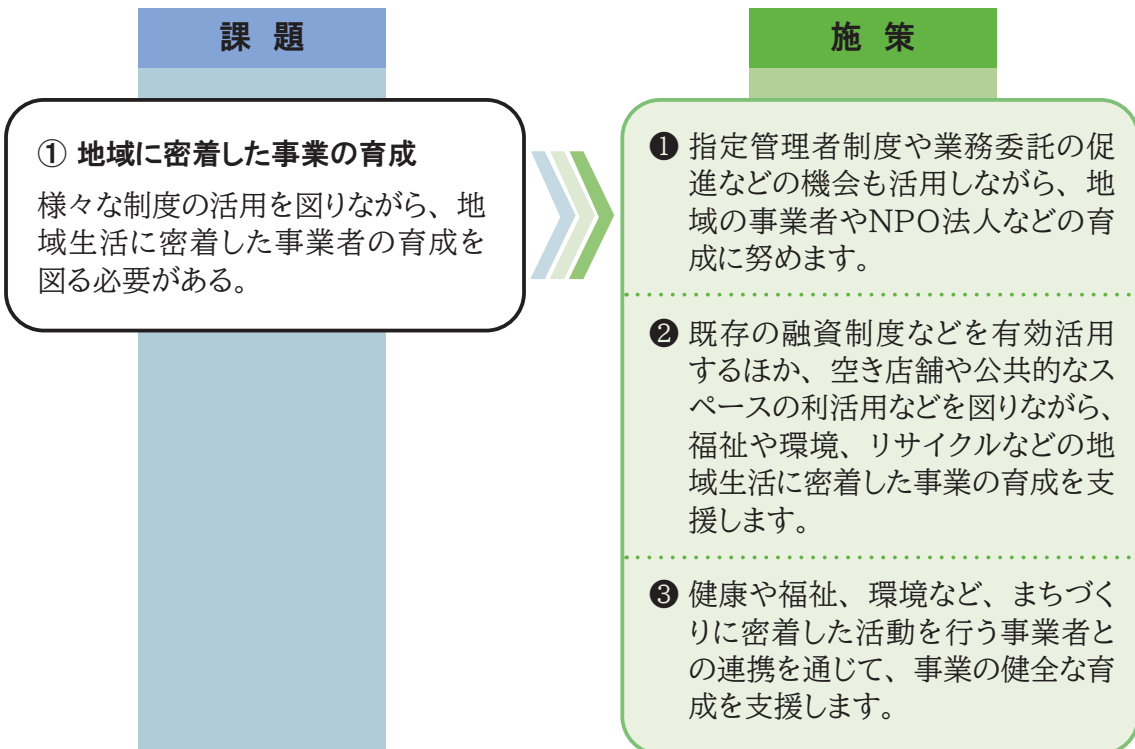 課題
① 地域に密着した事業の育成
様々な制度の活用を図りながら、地
域生活に密着した事業者の育成を
図る必要がある。
施策
❶ 指定管理者制度や業務委託の促
進などの機会も活用しながら、地
域の事業者やNPO法人などの育
成に努めます。
❷ 既存の融資制度などを有効活用
するほか、空き店舗や公共的なス
ペースの利活用などを図りながら、
福祉や環境、リサイクルなどの地
域生活に密着した事業の育成を支
援します。
❸ 健康や福祉、環境など、まちづく
りに密着した活動を行う事業者と
の連携を通じて、事業の健全な育
成を支援します。